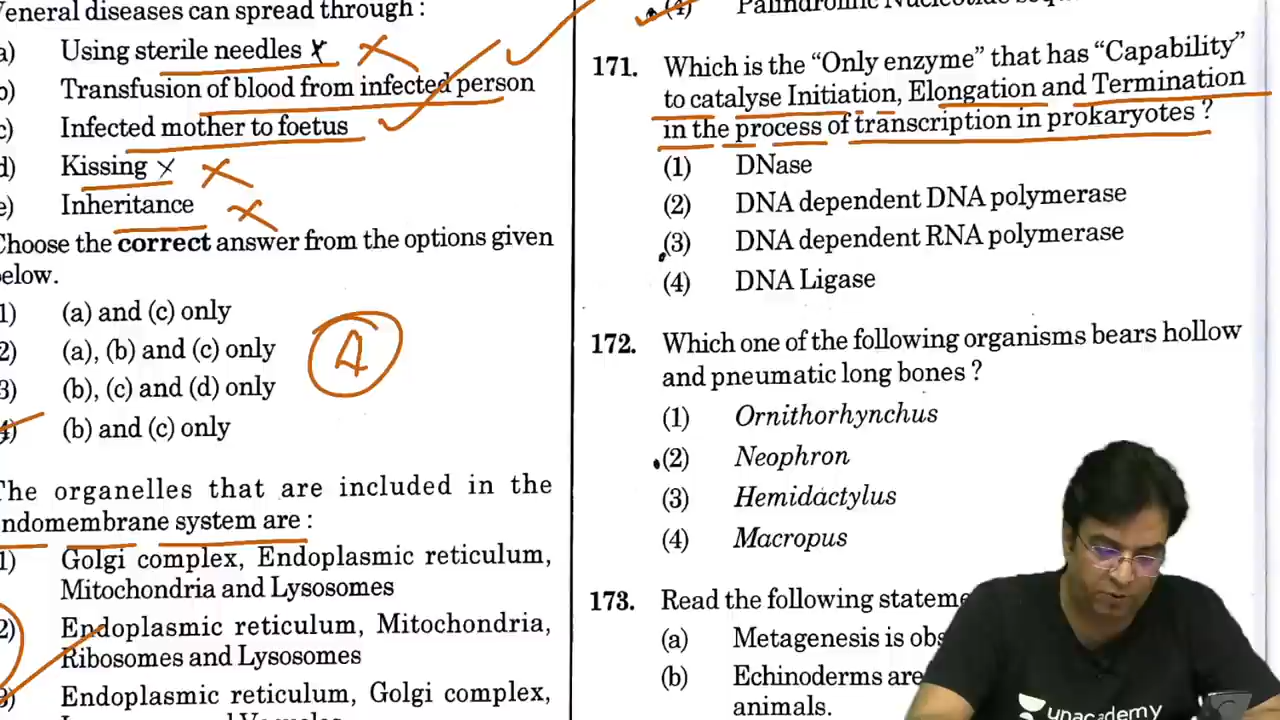 Veneral diseases can spread through :
a) Using sterile needles
b) Transfusion of blood from infected person
c) Infected mother to foetus
d) Kissing
e) Inheritance
Choose the correct answer from the options given
below.
1) (a) and (c) only
2) (a), (b) and (c) only
3) (b), (c) and (d) only
4) (b) and (c) only
4
The organelles that are included in the
endomembrane system are :
1) Golgi complex, Endoplasmic reticulum,
Mitochondria and Lysosomes
2) Endoplasmic reticulum, Mitochondria,
Ribosomes and Lysosomes
3) Endoplasmic reticulum, Golgi complex,
(4) Palindromic Nucleotide
171. Which is the “Only enzyme” that has “Capability”
to catalyse Initiation, Elongation and Termination
in the process of transcription in prokaryotes ?
(1) DNase
(2) DNA dependent DNA polymerase
(3) DNA dependent RNA polymerase
(4) DNA Ligase
172. Which one of the following organisms bears hollow
and pneumatic long bones ?
(1) Ornithorhynchus
(2) Neophron
(3) Hemidactylus
(4) Macropus
173. Read the following
(a) Metagenesis is
(b) Echinoderms are
animals.
unacademy